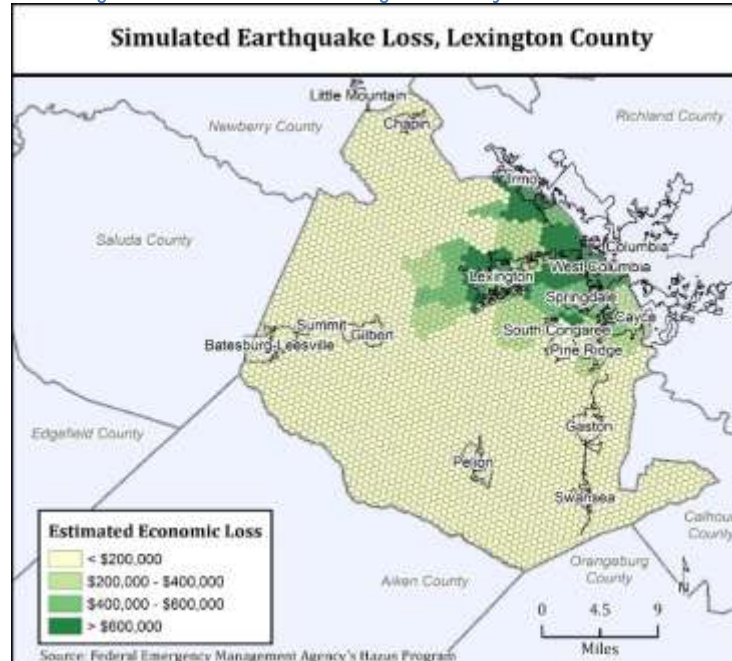 Simulated Earthquake Loss, Lexington County
Little Mountain
Newberry County
Chapin
Richland County
Irmo
Saluda County
Columbia
West Columbia
Lexington
Springdale
Cayce
Summit
South Congaree
Gilbert
Batesburg-Leesville
Pine Ridge
Edgefield County
Gaston
Pelion
Swansea
Calhoun
County
Orangeburg
County
Aiken County
N
Estimated Economic Loss
< $200,000
$200,000 - $400,000
$400,000 - $600,000
> $600,000
0 4.5 9
Miles
Source: Federal Emergency Management Agency's Hazus Program